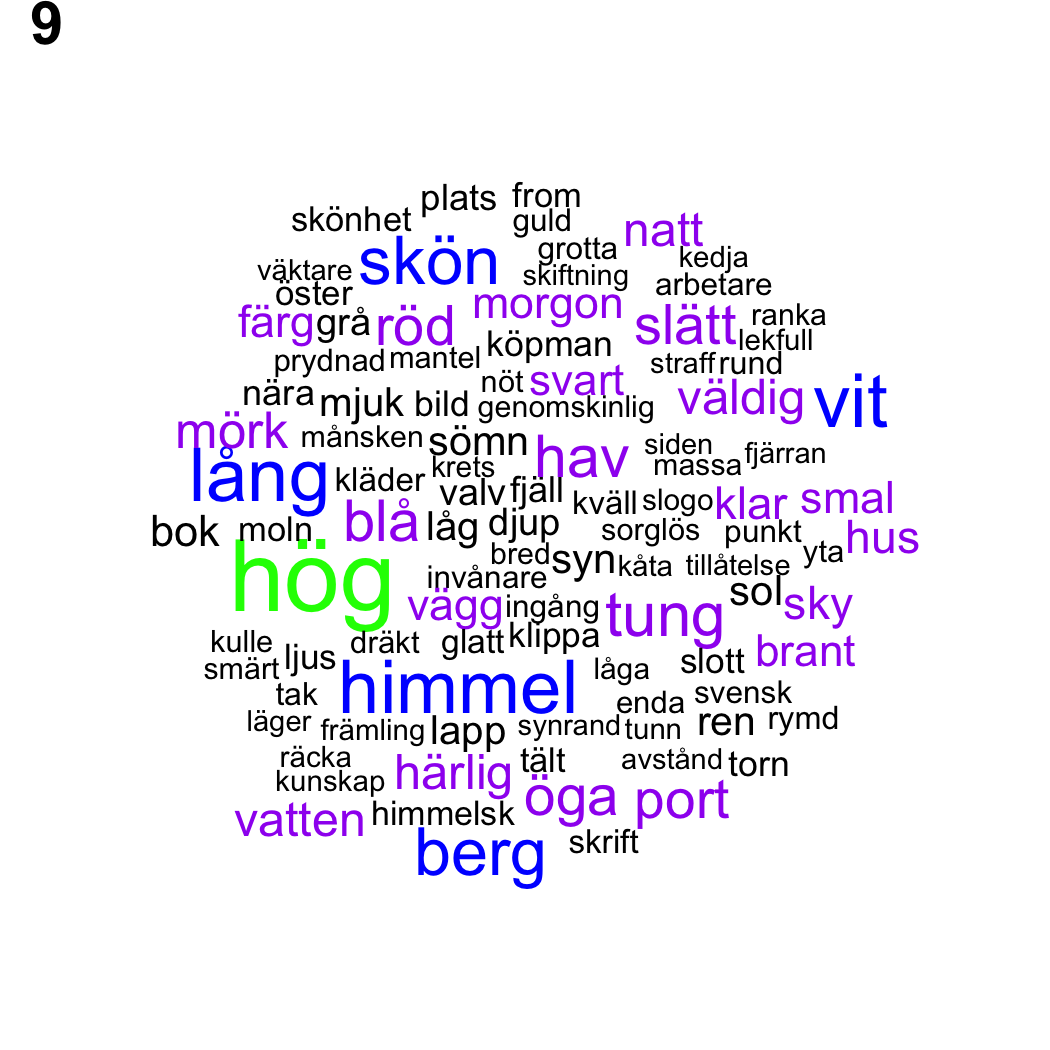 9
plats from
skönhet guld natt
skön grotta kedja
väktare skiftning arbetare
öster morgon
färg grå röd slätt ranka
köpman lekfull
prydnad mantel straff rund
nära nöt svart väldig vit
mjuk bild genomskinlig
mörk månsken sömn hav siden fjärran
lång kläder krets massa
valv fjäll kväll slogo klar smal
bok moln blå låg djup sorglös punkt hus
hög bred syn kåta tillåtelse yta
invånare sol
vägg ingång tung sky
kulle dräkt glatt klippa brant
smärt ljus himmel låga slott
tak enda svensk
läger främling lapp synrand tunn ren rymd
räcka härlig tält avstånd torn
kunskap öga port
vatten himmelsk
berg skrift